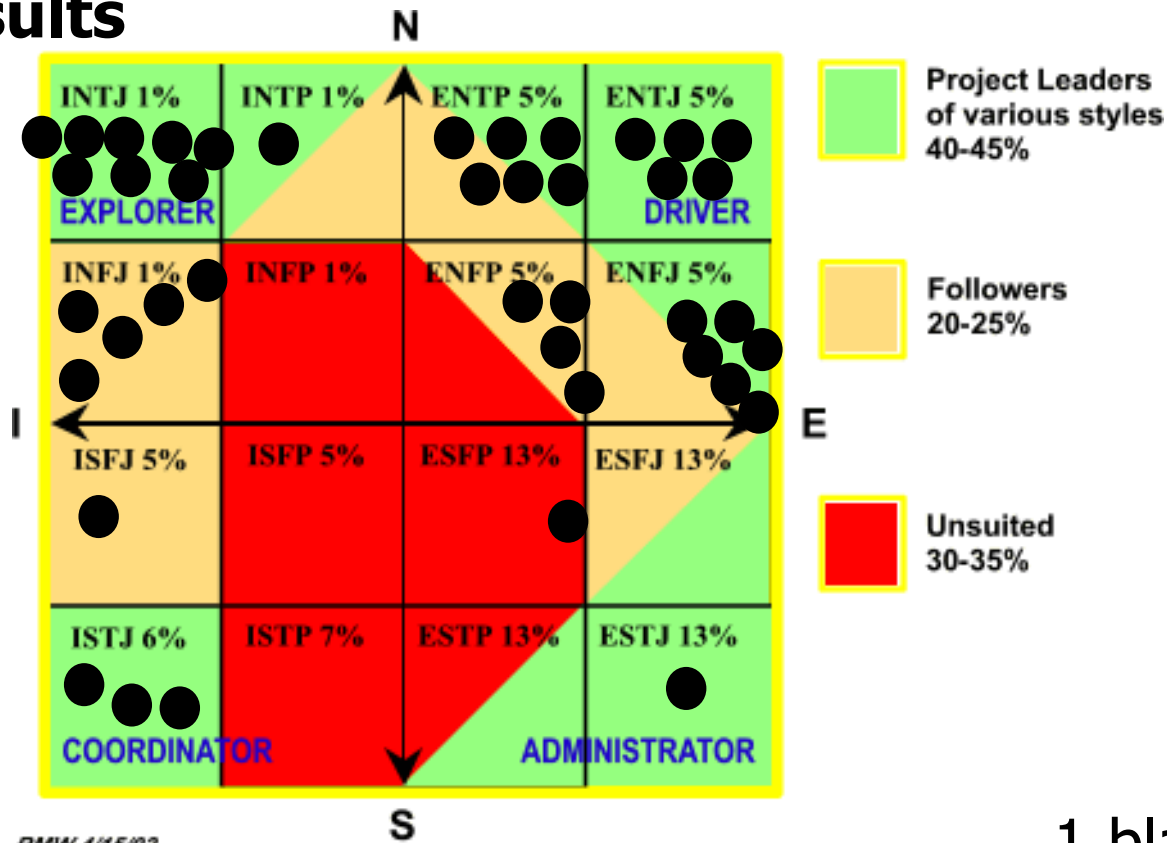 sults
N
INTJ 1% INTP 1% ENTP 5% ENTJ 5%
EXPLORER DRIVER
INFJ 1% INFP 1% ENFP 5% ENFJ 5%
I E
ISFJ 5% ISFP 5% ESFP 13% ESFJ 13%
ISTJ 6% ISTP 7% ESTP 13% ESTJ 13%
COORDINATOR ADMINISTRATOR
S
Project Leaders
of various styles
40-45%
Followers
20-25%
Unsuited
30-35%
1 bla